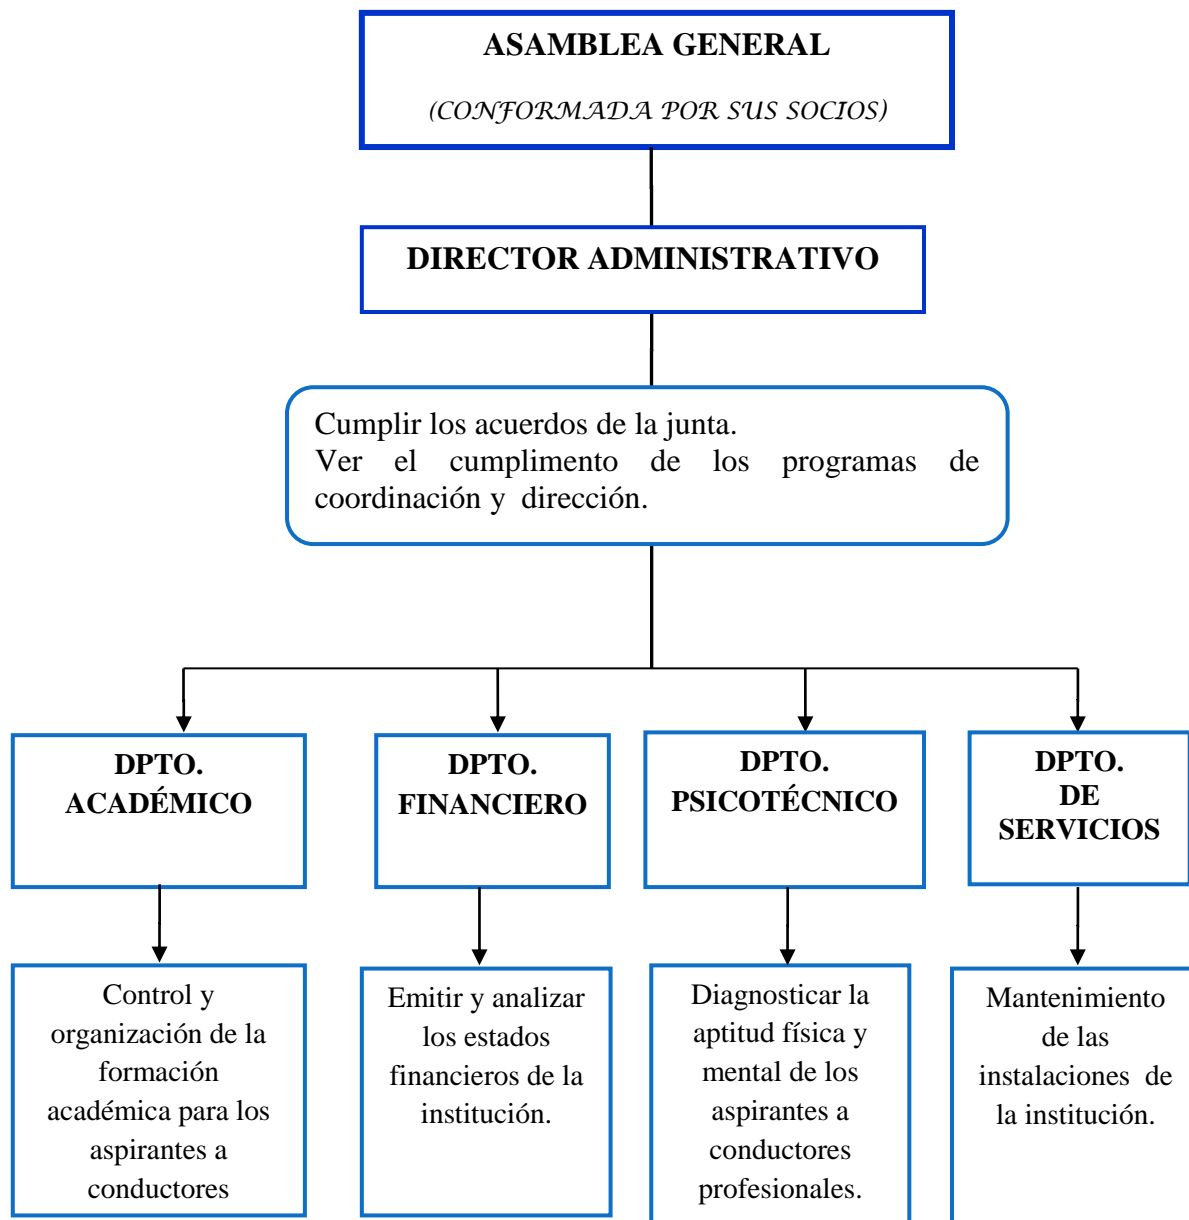 ASAMBLEA GENERAL
(CONFORMADA POR SUS SOCIOS)
DIRECTOR ADMINISTRATIVO
Cumplir los acuerdos de la junta.
Ver el cumplimento de los programas de
coordinación y dirección.
DPTO.
ACADÉMICO
DPTO.
FINANCIERO
DPTO.
PSICOTÉCNICO
DPTO.
DE
SERVICIOS
Control y
organización de la
formación
académica para los
aspirantes a
conductores
Emitir y analizar
los estados
financieros de la
institución.
Diagnosticar la
aptitud física y
mental de los
aspirantes a
conductores
profesionales.
Mantenimiento
de las
instalaciones de
la institución.